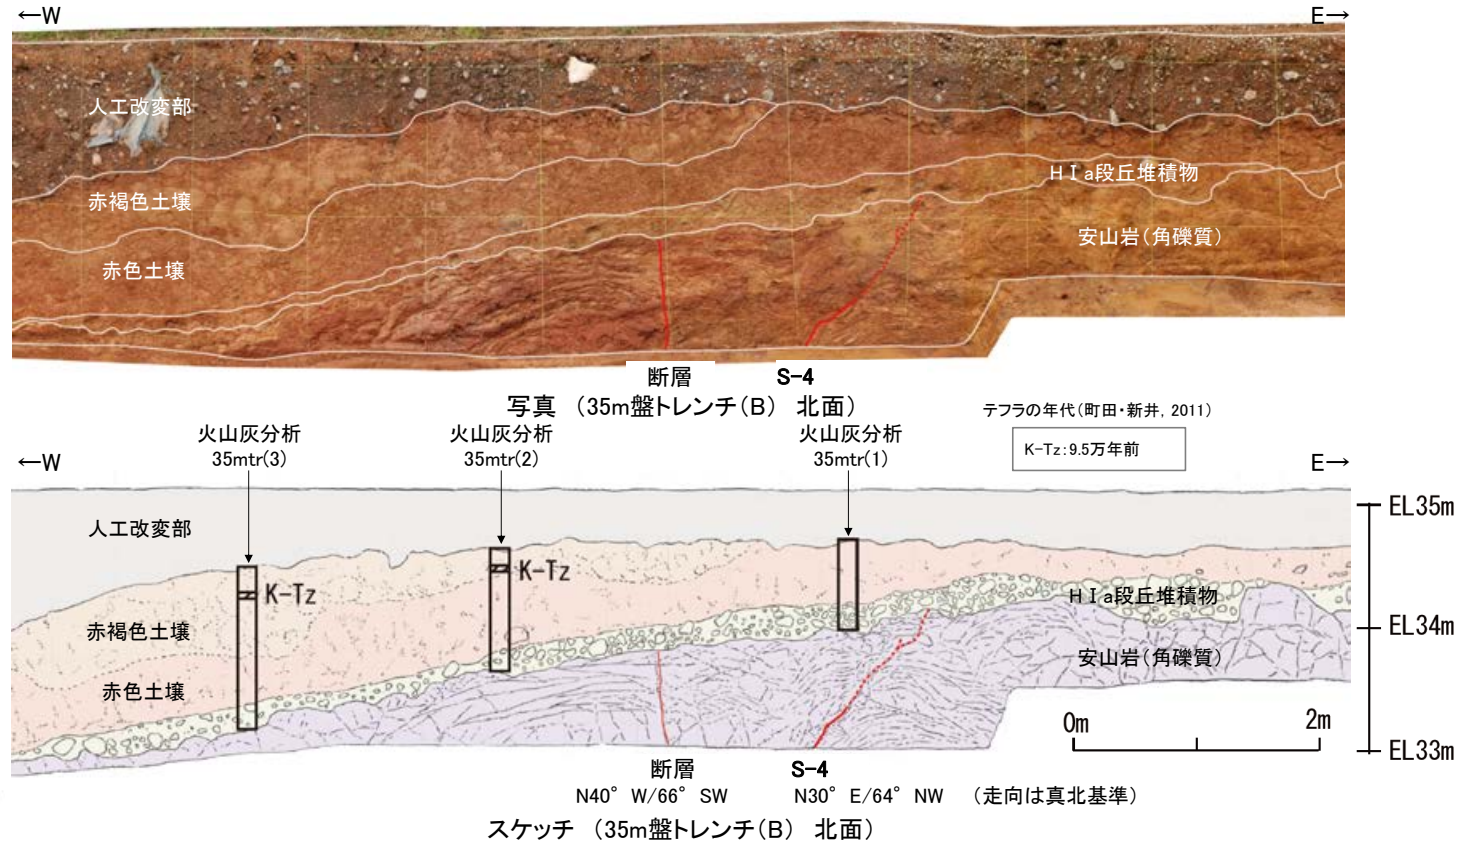 ←W
E→
人工改変部
赤褐色土壌
HⅠa段丘堆積物
安山岩(角礫質)
赤色土壌
断層
S-4
写真 (35m盤トレンチ(B) 北面)
テフラの年代(町田・新井, 2011)
K-Tz:9.5万年前
火山灰分析
35mtr(3)
火山灰分析
35mtr(2)
火山灰分析
35mtr(1)
←W
E→
EL35m
人工改変部
K-Tz
K-Tz
HⅠa段丘堆積物
EL34m
赤褐色土壌
安山岩(角礫質)
赤色土壌
0m
2m
EL33m
断層
S-4
N40° W/66° SW
N30° E/64° NW
(走向は真北基準)
スケッチ (35m盤トレンチ(B) 北面)